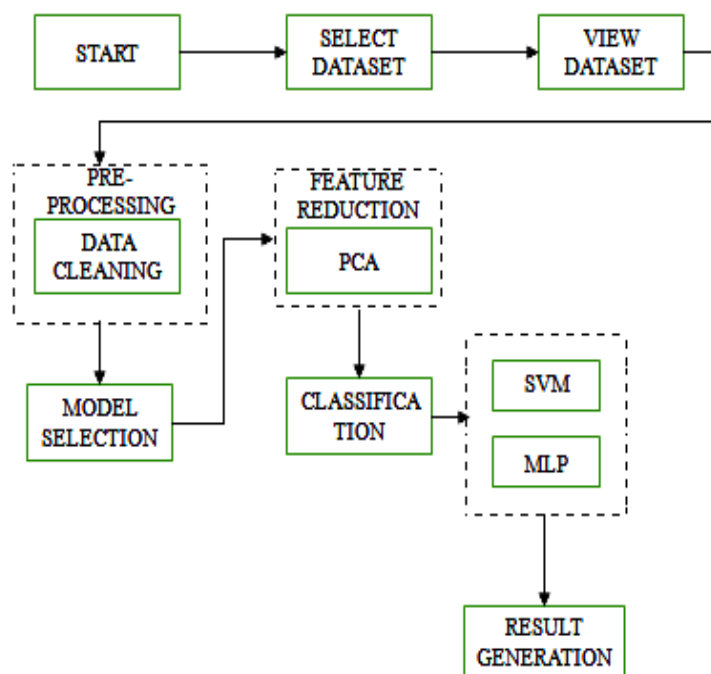 START
SELECT
DATASET
VIEW
DATASET
PRE-
PROCESSING
DATA
CLEANING
FEATURE
REDUCTION
PCA
MODEL
SELECTION
CLASSIFICA
TION
SVM
MLP
RESULT
GENERATION